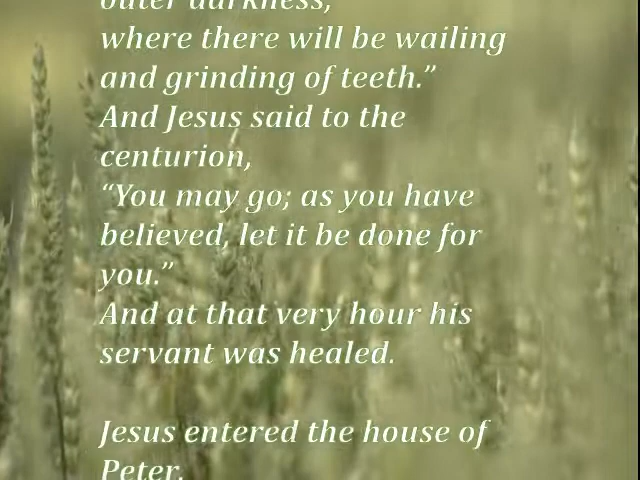 outer darkness,
where there will be wailing
and grinding of teeth.”
And Jesus said to the
centurion,
“You may go; as you have
believed, let it be done for
you.”
And at that very hour his
servant was healed.
Jesus entered the house of
Peter,